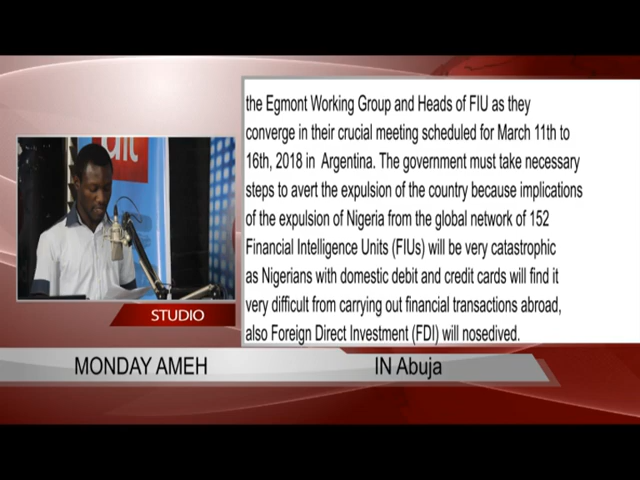 the Egmont Working Group and Heads of FIU as they
converge in their crucial meeting scheduled for March 11th to
16th, 2018 in Argentina. The government must take necessary
steps to avert the expulsion of the country because implications
of the expulsion of Nigeria from the global network of 152
Financial Intelligence Units (FIUs) will be very catastrophic
as Nigerians with domestic debit and credit cards will find it
very difficult from carrying out financial transactions abroad,
also Foreign Direct Investment (FDI) will nosedived.
STUDIO
MONDAY AMEH
IN Abuja